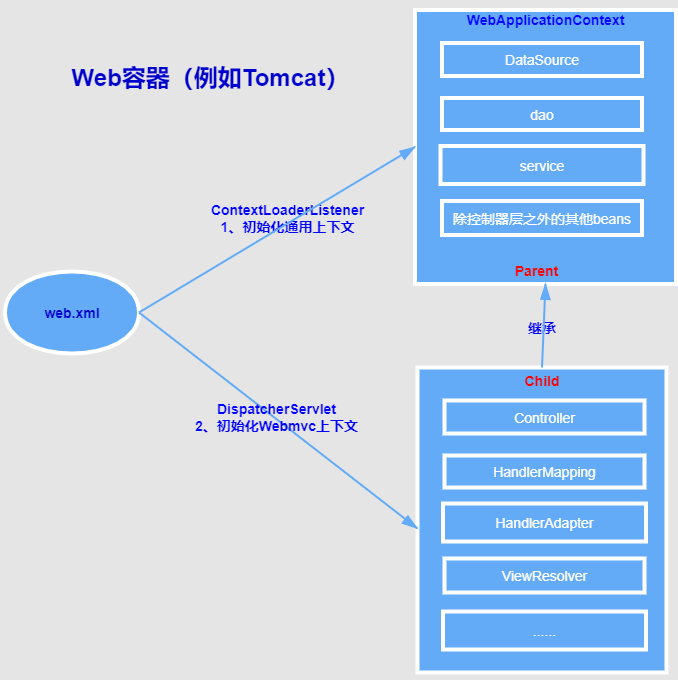 WebApplicationContext
Web容器（例如Tomcat）
DataSource
dao
service
除控制器层之外的其他beans
Parent
ContextLoaderListener
1、初始化通用上下文
web.xml
继承
DispatcherServlet
2、初始化Webmvc上下文
Child
Controller
HandlerMapping
HandlerAdapter
ViewResolver
......